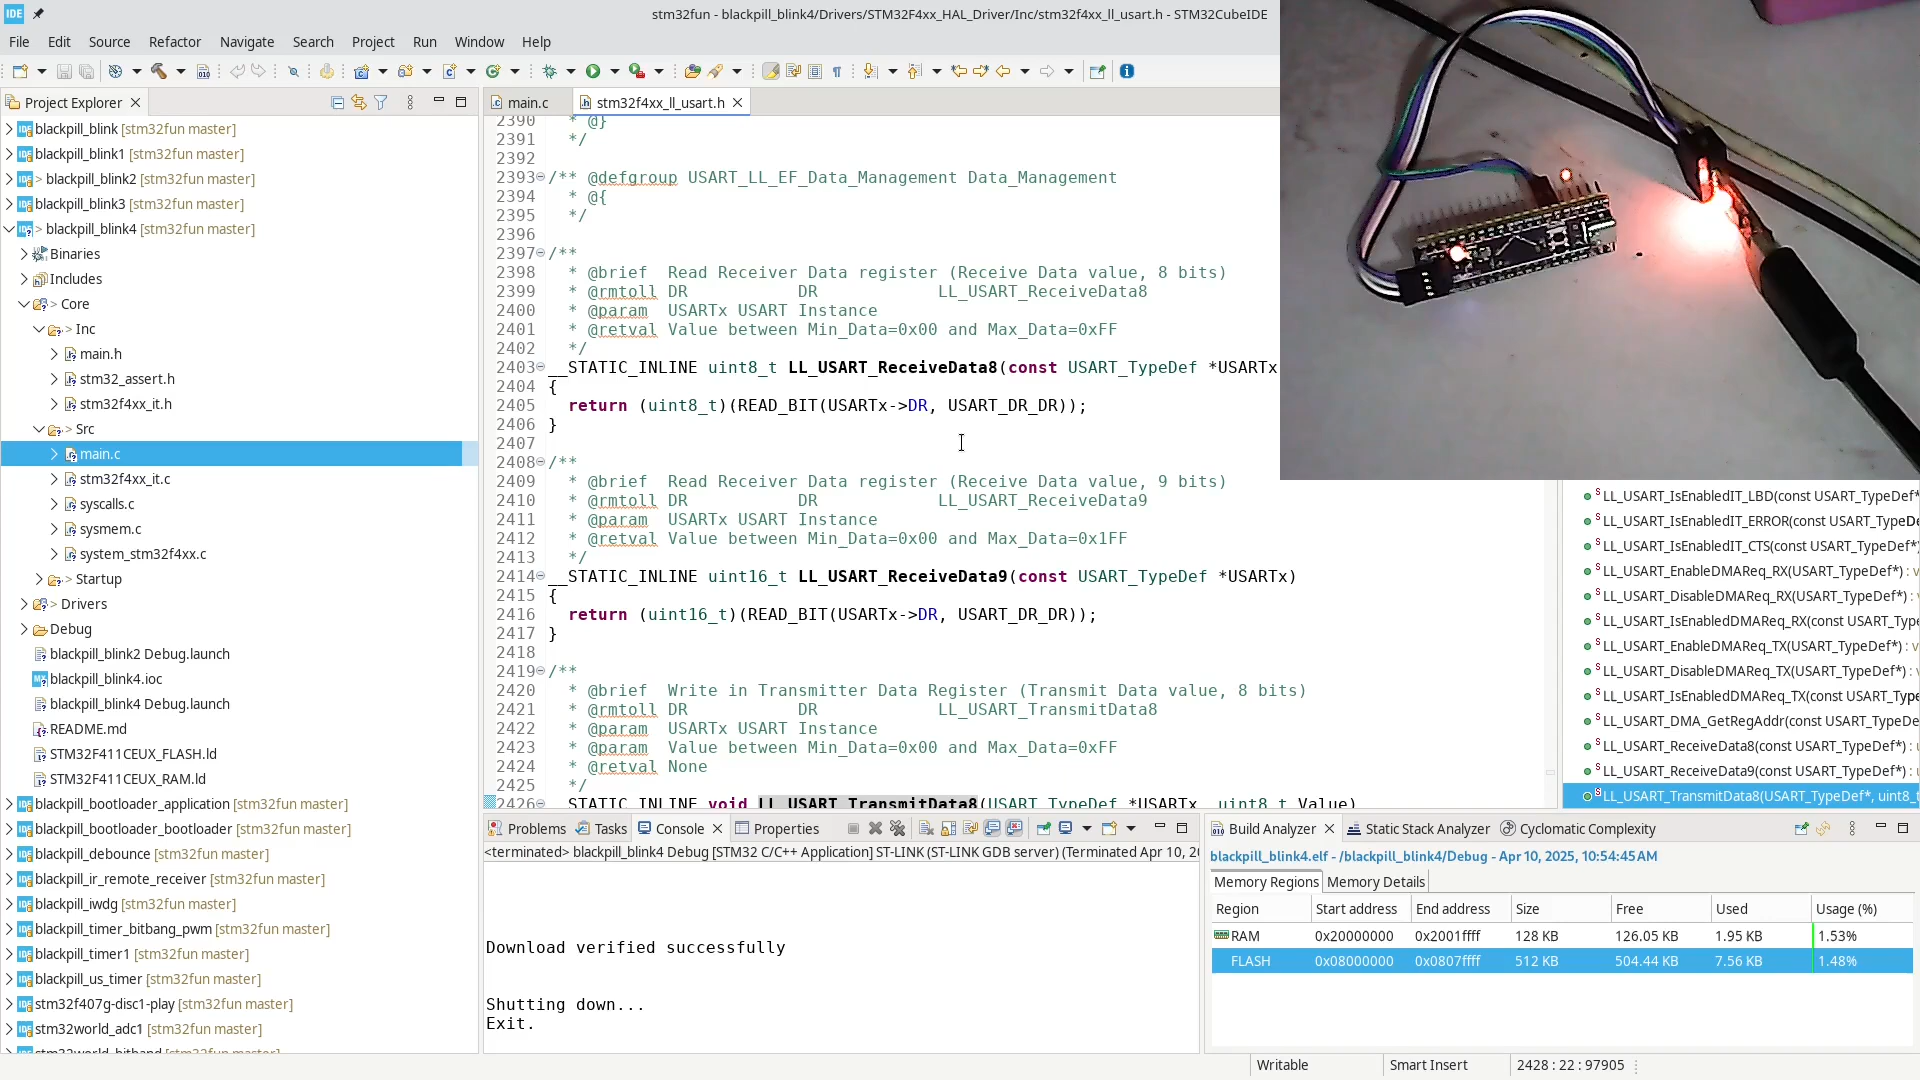 IDE
stm32fun - blackpill_blink4/Drivers/STM32F4xx_HAL_Driver/Inc/stm32f4xx_ll_usart.h - STM32CubeIDE
File Edit Source Refactor Navigate Search Project Run Window Help
Project Explorer
blackpill_blink [stm32fun master]
blackpill_blink1 [stm32fun master]
> blackpill_blink2 [stm32fun master]
blackpill_blink3 [stm32fun master]
> blackpill_blink4 [stm32fun master]
Binaries
Includes
> Core
> Inc
main.h
stm32_assert.h
stm32f4xx_it.h
> Src
main.c
stm32f4xx_it.c
syscalls.c
sysmem.c
system_stm32f4xx.c
> Startup
> Drivers
Debug
blackpill_blink2 Debug.launch
blackpill_blink4.ioc
blackpill_blink4 Debug.launch
README.md
STM32F411CEUX_FLASH.ld
STM32F411CEUX_RAM.ld
blackpill_bootloader_application [stm32fun master]
blackpill_bootloader_bootloader [stm32fun master]
blackpill_debounce [stm32fun master]
blackpill_ir_remote_receiver [stm32fun master]
blackpill_iwdg [stm32fun master]
blackpill_timer_bitbang_pwm [stm32fun master]
blackpill_timer1 [stm32fun master]
blackpill_us_timer [stm32fun master]
stm32f407g-disc1-play [stm32fun master]
stm32world_adc1 [stm32fun master]
stm32world_bitband [stm32fun master]
main.c stm32f4xx_ll_usart.h
2390 * @}
2391 */
2392
2393 /** @defgroup USART_LL_EF_Data_Management Data_Management
2394 * @{
2395 */
2396
2397 /**
2398 * @brief Read Receiver Data register (Receive Data value, 8 bits)
2399 * @rmtoll DR DR LL_USART_ReceiveData8
2400 * @param USARTx USART Instance
2401 * @retval Value between Min_Data=0x00 and Max_Data=0xFF
2402 */
2403 __STATIC_INLINE uint8_t LL_USART_ReceiveData8(const USART_TypeDef *USARTx
2404 {
2405 return (uint8_t)(READ_BIT(USARTx->DR, USART_DR_DR));
2406 }
2407
2408 /**
2409 * @brief Read Receiver Data register (Receive Data value, 9 bits)
2410 * @rmtoll DR DR LL_USART_ReceiveData9
2411 * @param USARTx USART Instance
2412 * @retval Value between Min_Data=0x00 and Max_Data=0x1FF
2413 */
2414 __STATIC_INLINE uint16_t LL_USART_ReceiveData9(const USART_TypeDef *USARTx)
2415 {
2416 return (uint16_t)(READ_BIT(USARTx->DR, USART_DR_DR));
2417 }
2418
2419 /**
2420 * @brief Write in Transmitter Data Register (Transmit Data value, 8 bits)
2421 * @rmtoll DR DR LL_USART_TransmitData8
2422 * @param USARTx USART Instance
2423 * @param Value between Min_Data=0x00 and Max_Data=0xFF
2424 * @retval None
2425 */
2426 __STATIC_INLINE void LL_USART_TransmitData8(USART_TypeDef *USARTx, uint8_t Value)
LL_USART_IsEnabledIT_LBD(const USART_TypeDef*
LL_USART_IsEnabledIT_ERROR(const USART_TypeDe
LL_USART_IsEnabledIT_CTS(const USART_TypeDef*)
LL_USART_EnableDMAReq_RX(USART_TypeDef*) : v
LL_USART_DisableDMAReq_RX(USART_TypeDef*) :
LL_USART_IsEnabledDMAReq_RX(const USART_Type
LL_USART_EnableDMAReq_TX(USART_TypeDef*) : v
LL_USART_DisableDMAReq_TX(USART_TypeDef*) :
LL_USART_IsEnabledDMAReq_TX(const USART_Type
LL_USART_DMA_GetRegAddr(const USART_TypeDe
LL_USART_ReceiveData8(const USART_TypeDef*) :
LL_USART_ReceiveData9(const USART_TypeDef*) :
LL_USART_TransmitData8(USART_TypeDef*, uint8_t
Problems Tasks Console Properties
<terminated> blackpill_blink4 Debug [STM32 C/C++ Application] ST-LINK (ST-LINK GDB server) (Terminated Apr 10, 20
Download verified successfully
Shutting down...
Exit.
Build Analyzer Static Stack Analyzer Cyclomatic Complexity
blackpill_blink4.elf - /blackpill_blink4/Debug - Apr 10, 2025, 10:54:45 AM
Memory Regions Memory Details
Region Start address End address Size Free Used Usage (%)
RAM 0x20000000 0x2001ffff 128 KB 126.05 KB 1.95 KB 1.53%
FLASH 0x08000000 0x0807ffff 512 KB 504.44 KB 7.56 KB 1.48%
Writable Smart Insert 2428 : 22 : 97905